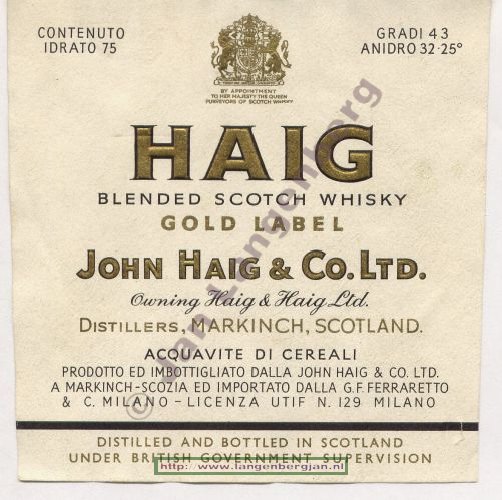 CONTENUTO
IDRATO 75
GRADI 43
ANIDRO 32·25°
BY APPOINTMENT
TO HER MAJESTY THE QUEEN
PURVEYORS OF SCOTCH WHISKY
HAIG
BLENDED SCOTCH WHISKY
GOLD LABEL
JOHN HAIG & CO. LTD.
Owning Haig & Haig Ltd.
DISTILLERS, MARKINCH, SCOTLAND.
ACQUAVITE DI CEREALI
PRODOTTO ED IMBOTTIGLIATO DALLA JOHN HAIG & CO. LTD.
A MARKINCH-SCOZIA ED IMPORTATO DALLA G.F. FERRARETTO
& C. MILANO - LICENZA UTIF N. 129 MILANO
DISTILLED AND BOTTLED IN SCOTLAND
UNDER BRITISH GOVERNMENT SUPERVISION
http://www.langenbergjan.nl
© Jan Langenberg